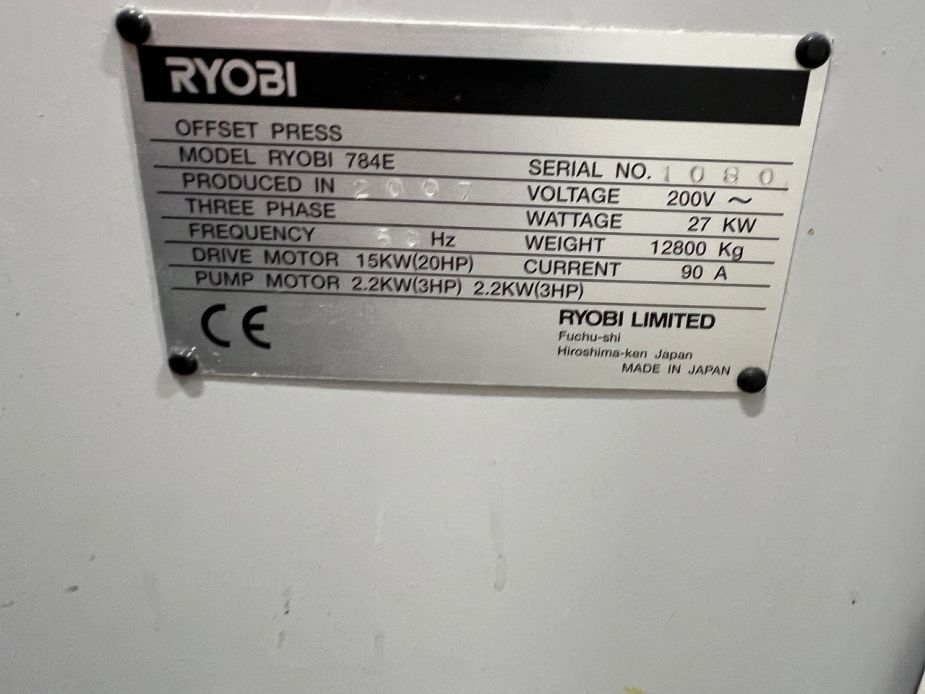 RYOBI
OFFSET PRESS
MODEL RYOBI 784E SERIAL NO. 1080
PRODUCED IN 2007 VOLTAGE 200V ~
THREE PHASE WATTAGE 27 KW
FREQUENCY 50 Hz WEIGHT 12800 Kg
DRIVE MOTOR 15KW(20HP) CURRENT 90 A
PUMP MOTOR 2.2KW(3HP) 2.2KW(3HP)
CE
RYOBI LIMITED
Fuchu-shi
Hiroshima-ken Japan
MADE IN JAPAN